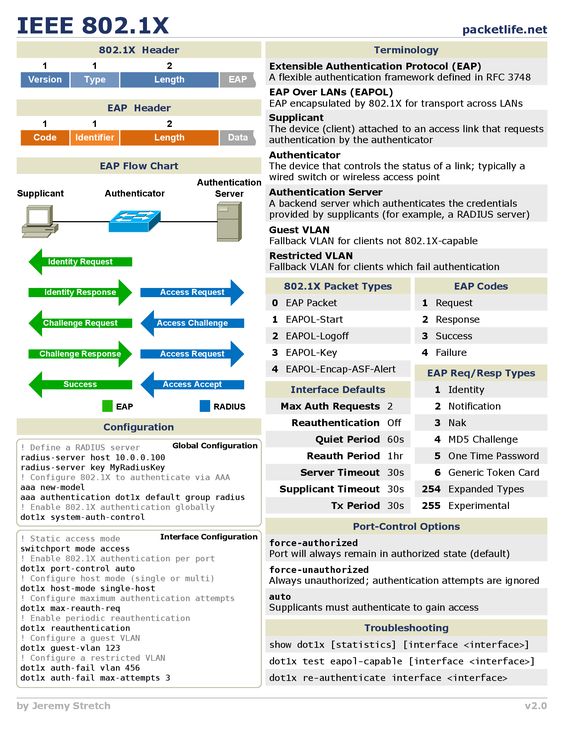 IEEE 802.1X
packetlife.net
802.1X Header
1 1 2
Version Type Length EAP
EAP Header
1 1 2
Code Identifier Length Data
EAP Flow Chart
Supplicant Authenticator Authentication
Server
Identity Request
Identity Response Access Request
Challenge Request Access Challenge
Challenge Response Access Request
Success Access Accept
EAP RADIUS
Configuration
Global Configuration
! Define a RADIUS server
radius-server host 10.0.0.100
radius-server key MyRadiusKey
! Configure 802.1X to authenticate via AAA
aaa new-model
aaa authentication dot1x default group radius
! Enable 802.1X authentication globally
dot1x system-auth-control
Interface Configuration
! Static access mode
switchport mode access
! Enable 802.1X authentication per port
dot1x port-control auto
! Configure host mode (single or multi)
dot1x host-mode single-host
! Configure maximum authentication attempts
dot1x max-reauth-req
! Enable periodic reauthentication
dot1x reauthentication
! Configure a guest VLAN
dot1x guest-vlan 123
! Configure a restricted VLAN
dot1x auth-fail vlan 456
dot1x auth-fail max-attempts 3
Terminology
Extensible Authentication Protocol (EAP)
A flexible authentication framework defined in RFC 3748
EAP Over LANs (EAPOL)
EAP encapsulated by 802.1X for transport across LANs
Supplicant
The device (client) attached to an access link that requests
authentication by the authenticator
Authenticator
The device that controls the status of a link; typically a
wired switch or wireless access point
Authentication Server
A backend server which authenticates the credentials
provided by supplicants (for example, a RADIUS server)
Guest VLAN
Fallback VLAN for clients not 802.1X-capable
Restricted VLAN
Fallback VLAN for clients which fail authentication
802.1X Packet Types
0 EAP Packet
1 EAPOL-Start
2 EAPOL-Logoff
3 EAPOL-Key
4 EAPOL-Encap-ASF-Alert
Interface Defaults
Max Auth Requests 2
Reauthentication Off
Quiet Period 60s
Reauth Period 1hr
Server Timeout 30s
Supplicant Timeout 30s
Tx Period 30s
EAP Codes
1 Request
2 Response
3 Success
4 Failure
EAP Req/Resp Types
1 Identity
2 Notification
3 Nak
4 MD5 Challenge
5 One Time Password
6 Generic Token Card
254 Expanded Types
255 Experimental
Port-Control Options
force-authorized
Port will always remain in authorized state (default)
force-unauthorized
Always unauthorized; authentication attempts are ignored
auto
Supplicants must authenticate to gain access
Troubleshooting
show dot1x [statistics] [interface <interface>]
dot1x test eapol-capable [interface <interface>]
dot1x re-authenticate interface <interface>
by Jeremy Stretch
v2.0